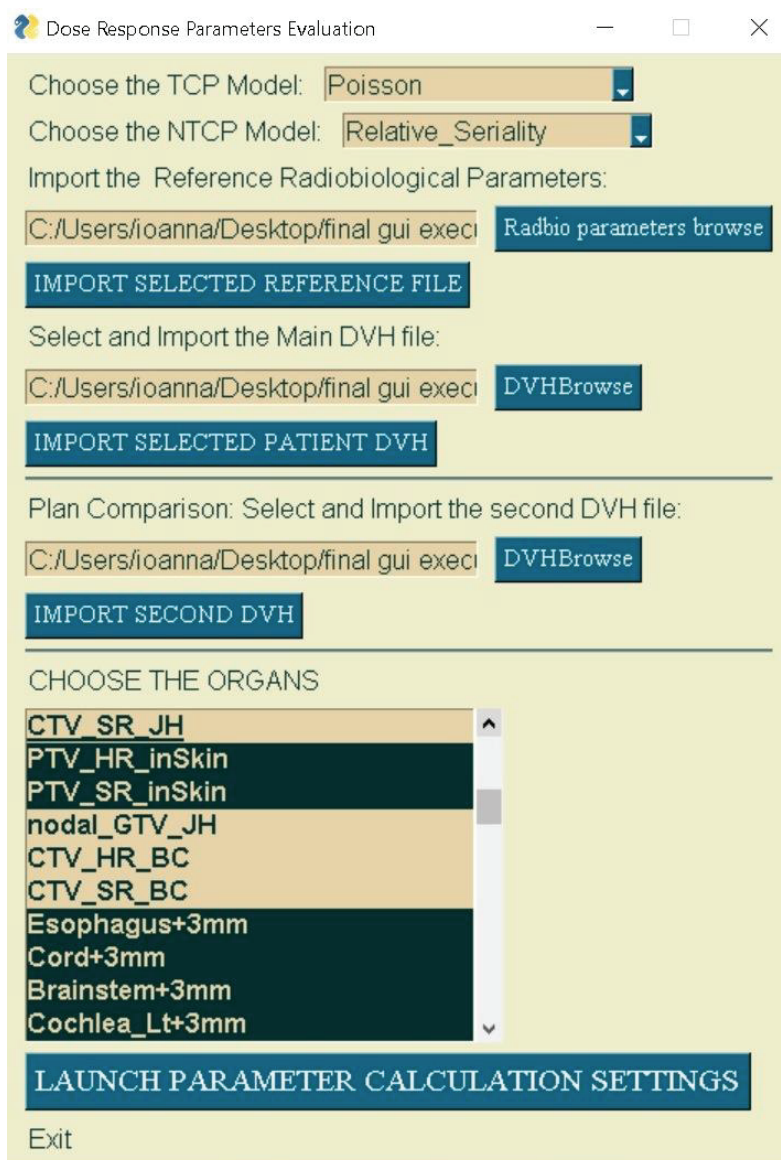 Dose Response Parameters Evaluation
Choose the TCP Model: Poisson
Choose the NTCP Model: Relative_Seriality
Import the Reference Radiobiological Parameters:
C:/Users/ioanna/Desktop/final gui exec Radbio parameters browse
IMPORT SELECTED REFERENCE FILE
Select and Import the Main DVH file:
C:/Users/ioanna/Desktop/final gui exec DVHBrowse
IMPORT SELECTED PATIENT DVH
Plan Comparison: Select and Import the second DVH file:
C:/Users/ioanna/Desktop/final gui exec DVHBrowse
IMPORT SECOND DVH
CHOOSE THE ORGANS
CTV_SR_JH
PTV_HR_inSkin
PTV_SR_inSkin
nodal_GTV_JH
CTV_HR_BC
CTV_SR_BC
Esophagus+3mm
Cord+3mm
Brainstem+3mm
Cochlea_Lt+3mm
LAUNCH PARAMETER CALCULATION SETTINGS
Exit